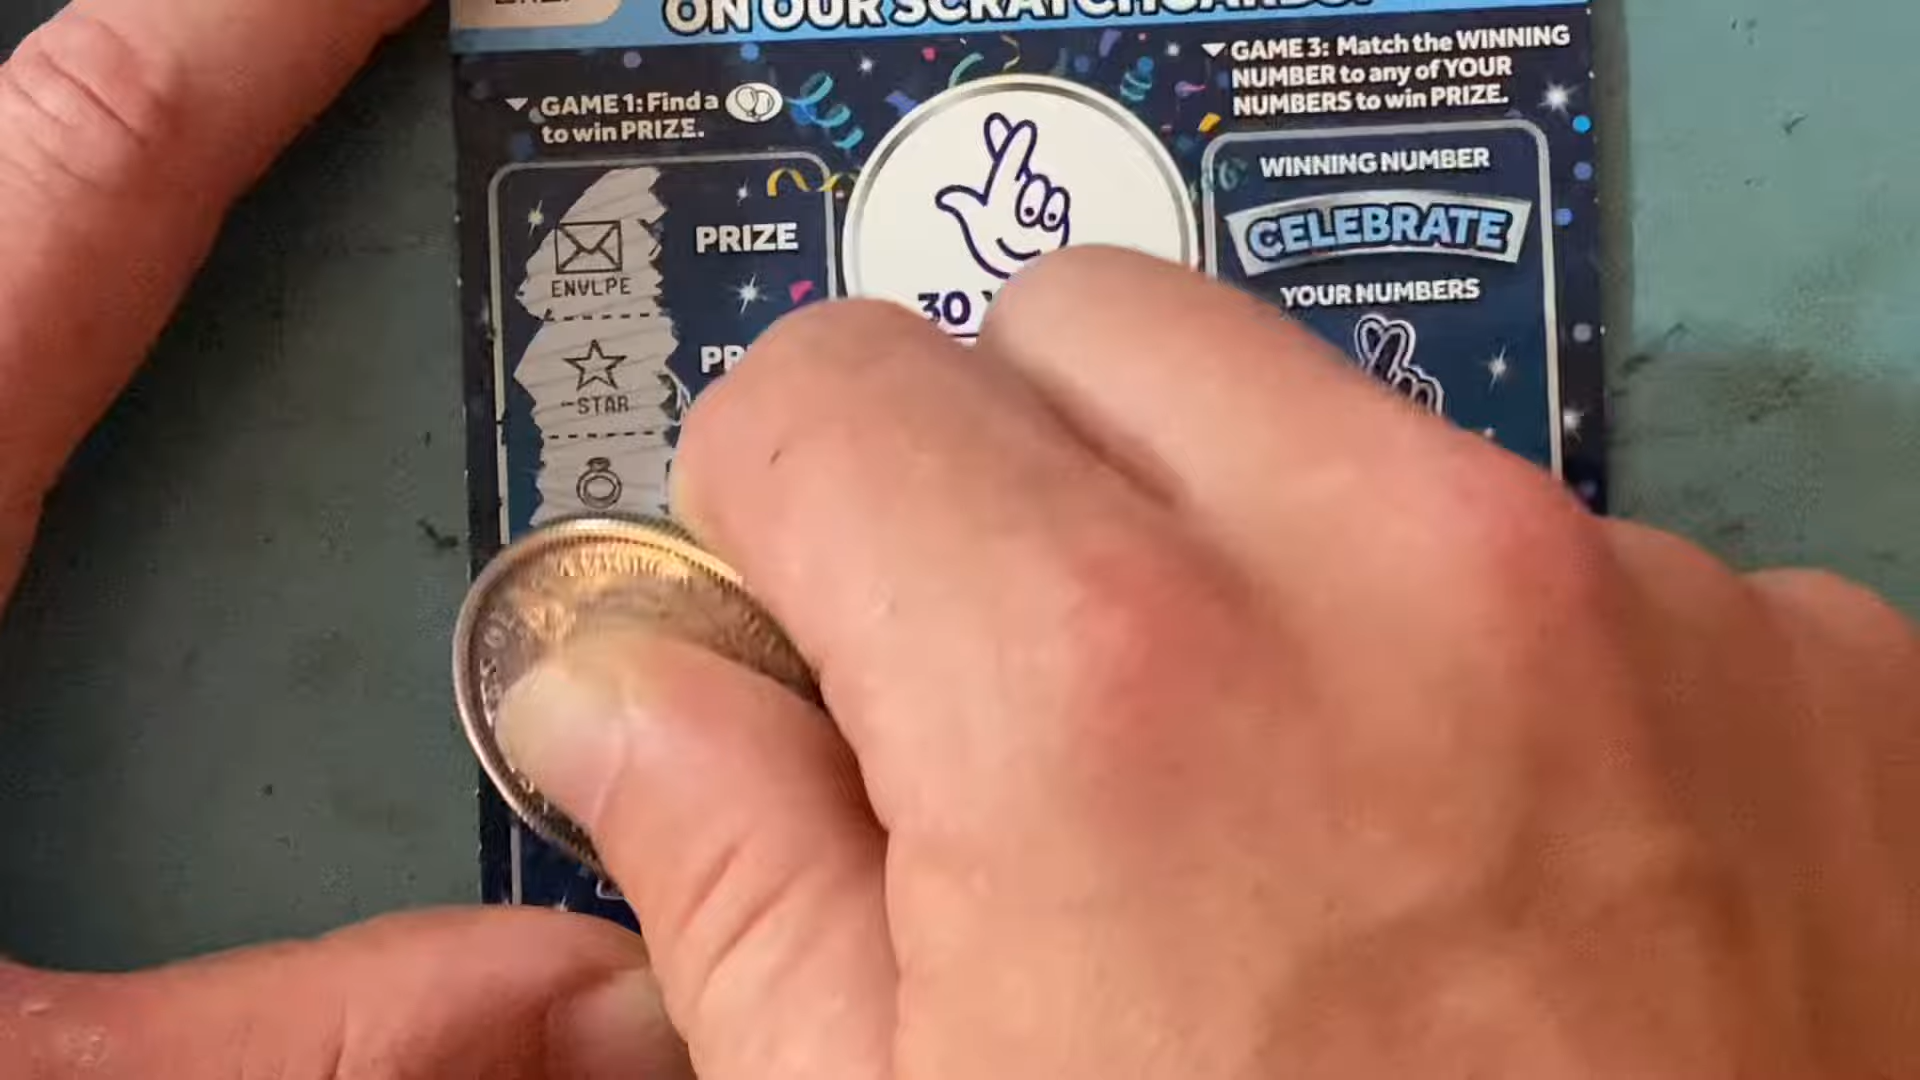 ON OUR SCRATCHCARDS!
GAME 1: Find a
to win PRIZE.
GAME 3: Match the WINNING
NUMBER to any of YOUR
NUMBERS to win PRIZE.
WINNING NUMBER
CELEBRATE
YOUR NUMBERS
ENVLPE
PRIZE
STAR
30